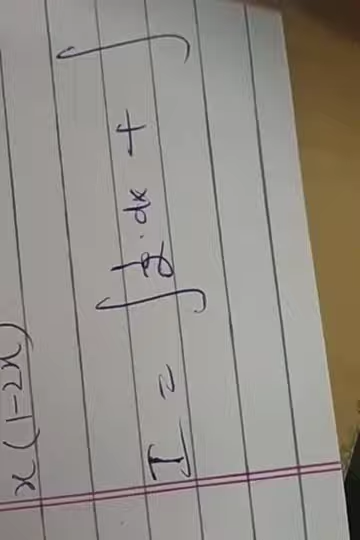 x(1-2x)
I = ∫ 1/2 · dx + ∫